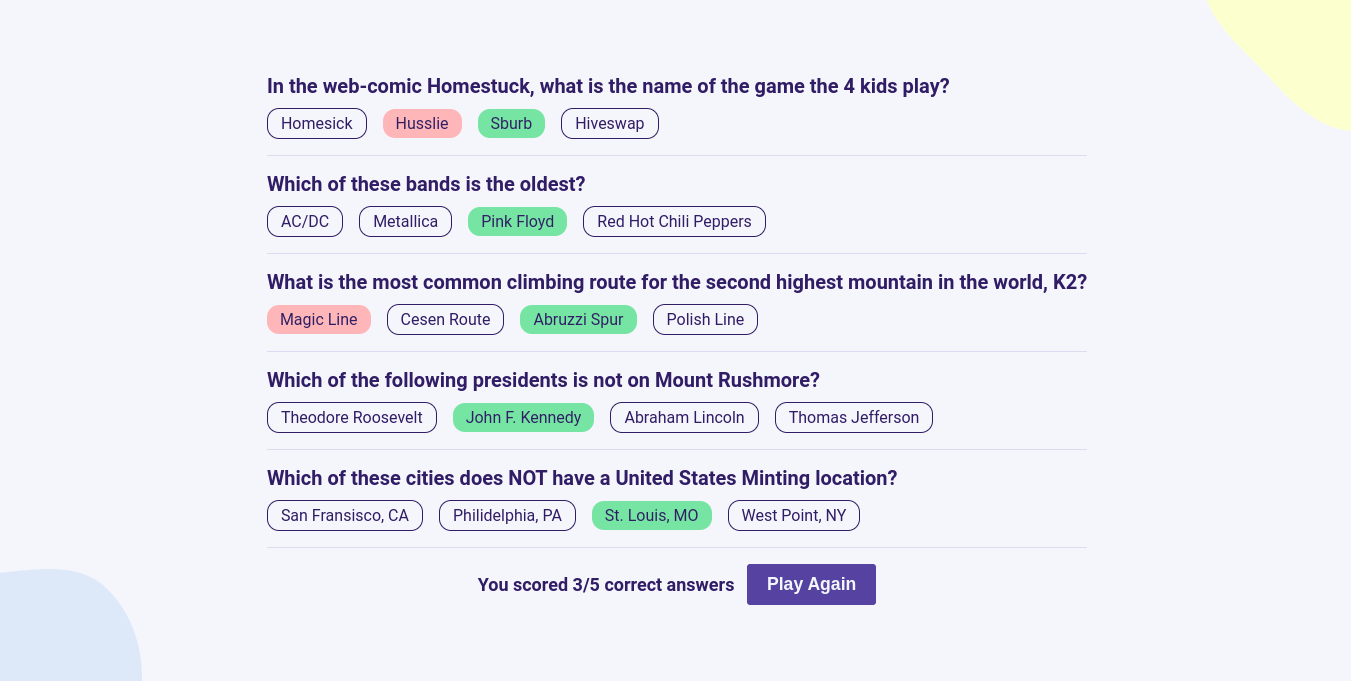 In the web-comic Homestuck, what is the name of the game the 4 kids play?
Homesick Husslie Sburb Hiveswap
Which of these bands is the oldest?
AC/DC Metallica Pink Floyd Red Hot Chili Peppers
What is the most common climbing route for the second highest mountain in the world, K2?
Magic Line Cesen Route Abruzzi Spur Polish Line
Which of the following presidents is not on Mount Rushmore?
Theodore Roosevelt John F. Kennedy Abraham Lincoln Thomas Jefferson
Which of these cities does NOT have a United States Minting location?
San Fransisco, CA Philidelphia, PA St. Louis, MO West Point, NY
You scored 3/5 correct answers Play Again